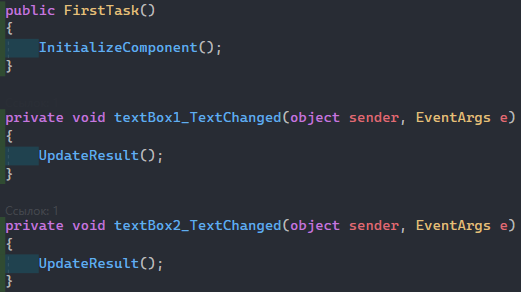 public FirstTask()
{
    InitializeComponent();
}
private void textBox1_TextChanged(object sender, EventArgs e)
{
    UpdateResult();
}
Ссылок: 1
private void textBox2_TextChanged(object sender, EventArgs e)
{
    UpdateResult();
}